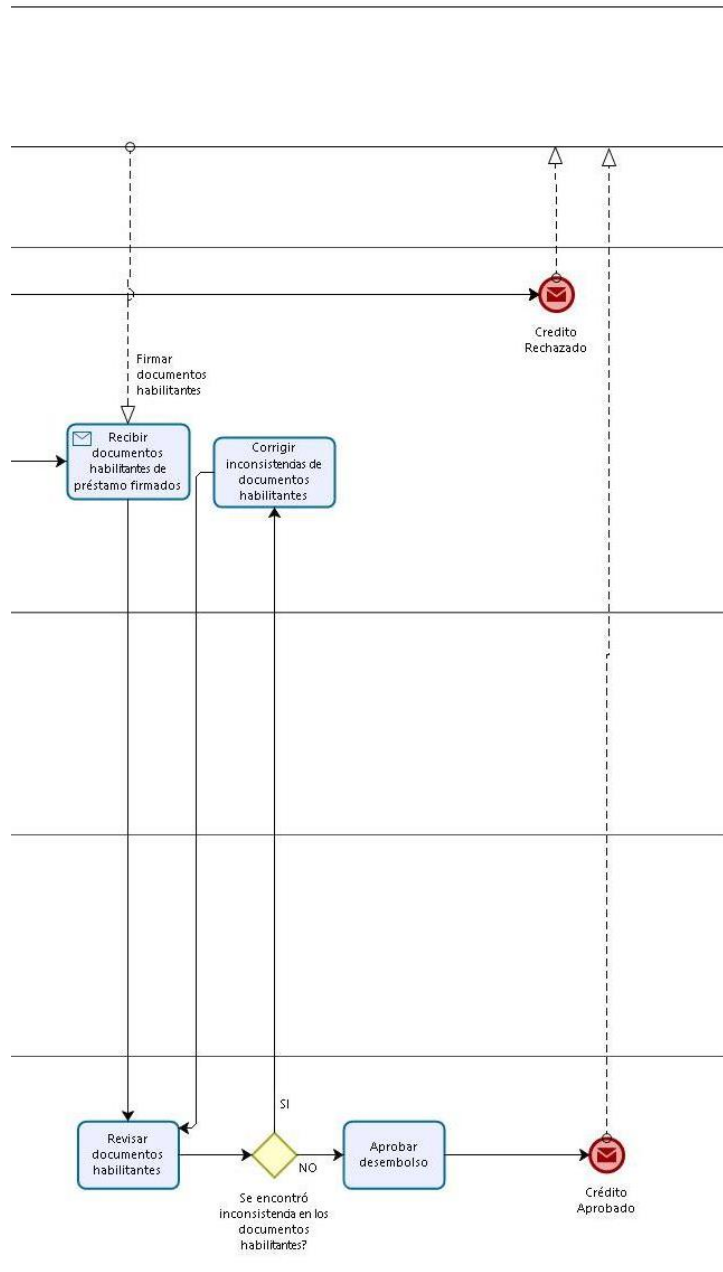 Credito
Rechazado
Firmar
documentos
habilitantes
Recibir
documentos
habilitantes de
préstamo firmados
Corrigir
inconsistencias de
documentos
habilitantes
SI
Revisar
documentos
habilitantes
NO
Aprobar
desembolso
Se encontró
inconsistencia en los
documentos
habilitantes?
Crédito
Aprobado